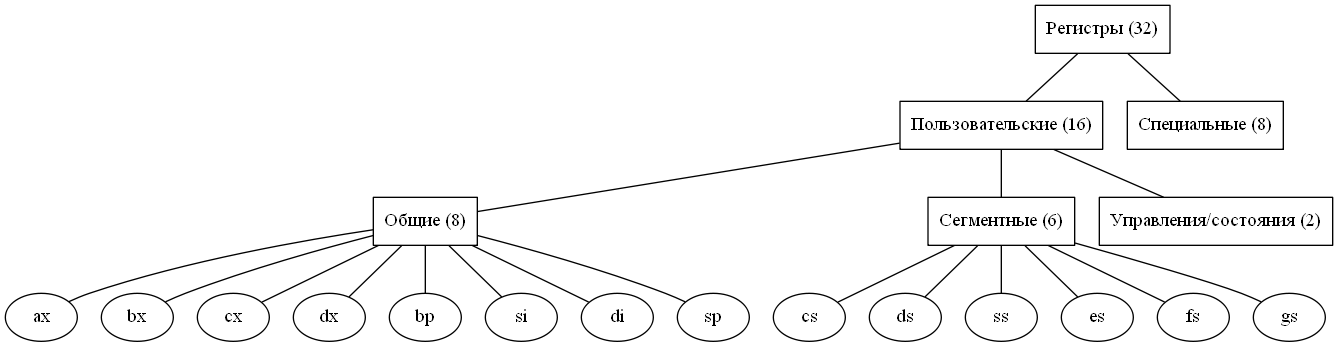 Регистры (32)
Пользовательские (16)
Специальные (8)
Общие (8)
Сегментные (6)
Управления/состояния (2)
ax
bx
cx
dx
bp
si
di
sp
cs
ds
ss
es
fs
gs